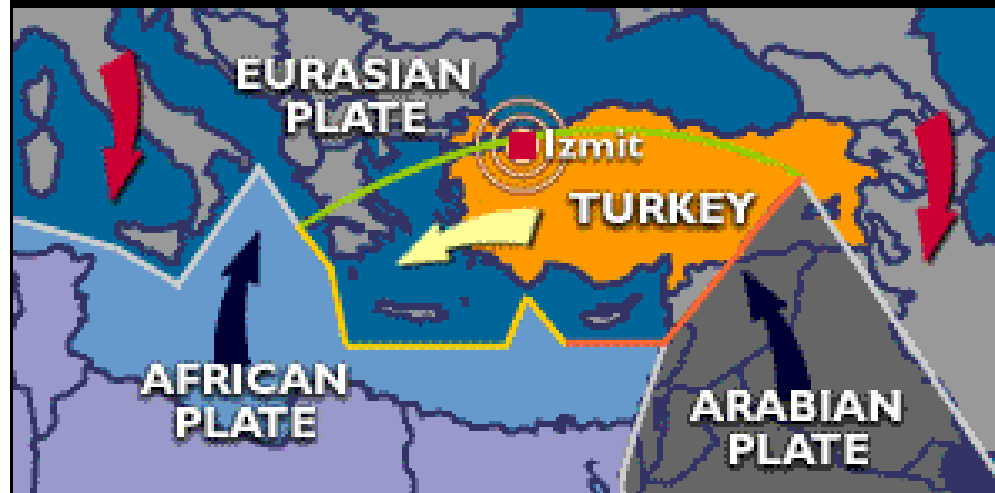 EURASIAN
PLATE
Izmit
TURKEY
AFRICAN
PLATE
ARABIAN
PLATE